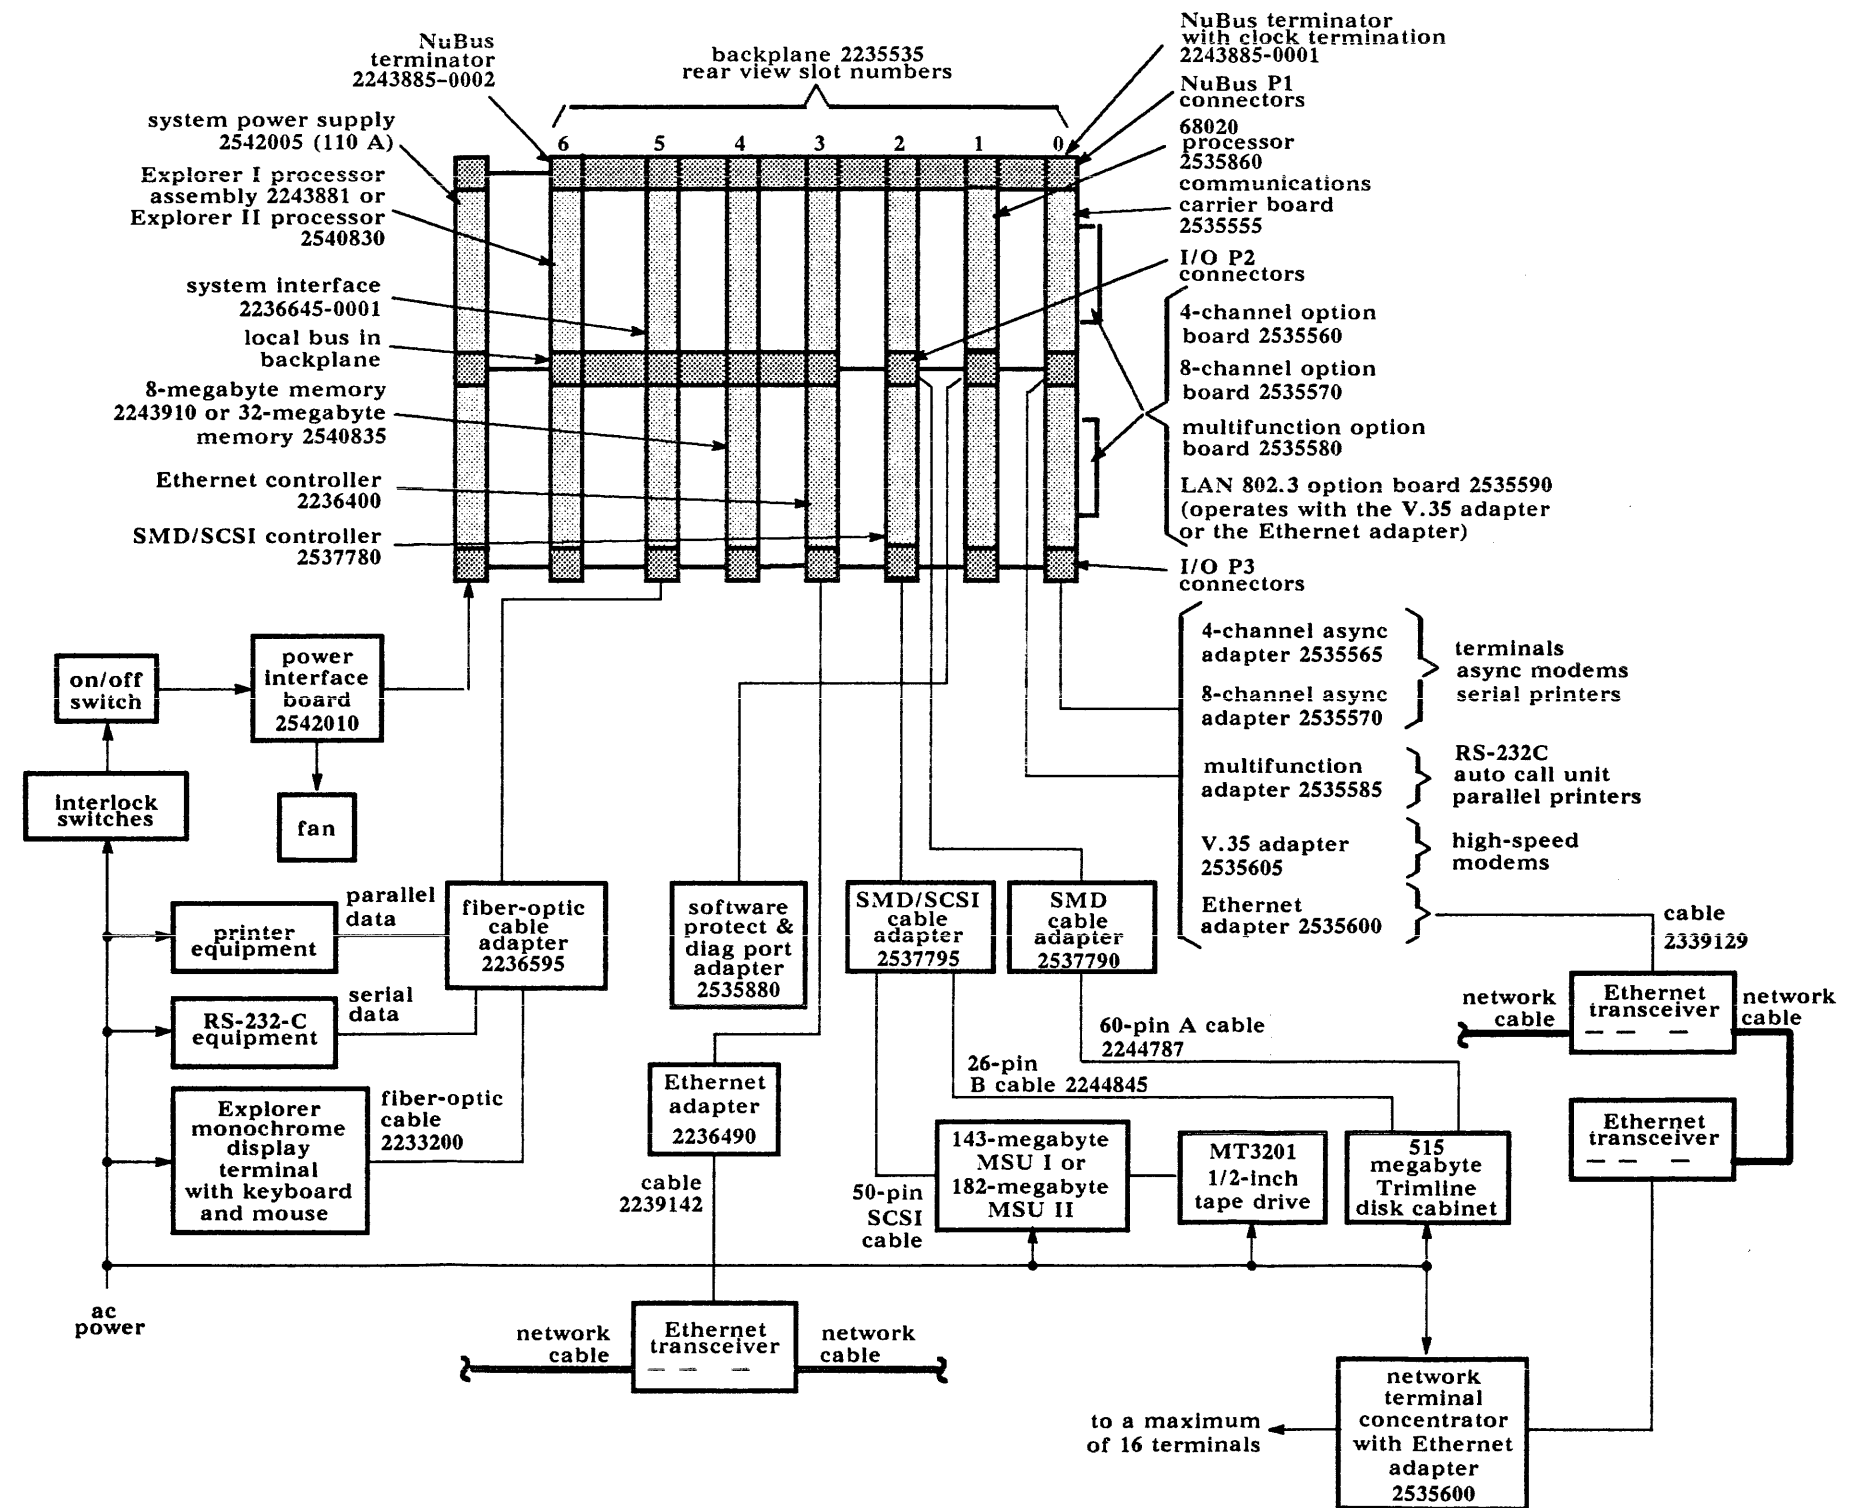 NuBus
terminator
2243885-0002
backplane 2235535
rear view slot numbers
NuBus terminator
with clock termination
2243885-0001
NuBus P1
connectors
68020
processor
2535860
communications
carrier board
2535555
I/O P2
connectors
4-channel option
board 2535560
8-channel option
board 2535570
multifunction option
board 2535580
LAN 802.3 option board 2535590
(operates with the V.35 adapter
or the Ethernet adapter)
I/O P3
connectors
6 5 4 3 2 1 0
system power supply
2542005 (110 A)
Explorer I processor
assembly 2243881 or
Explorer II processor
2540830
system interface
2236645-0001
local bus in
backplane
8-megabyte memory
2243910 or 32-megabyte
memory 2540835
Ethernet controller
2236400
SMD/SCSI controller
2537780
on/off
switch
power
interface
board
2542010
interlock
switches
fan
4-channel async
adapter 2535565
8-channel async
adapter 2535570
terminals
async modems
serial printers
multifunction
adapter 2535585
RS-232C
auto call unit
parallel printers
V.35 adapter
2535605
high-speed
modems
Ethernet
adapter 2535600
cable
2339129
printer
equipment
parallel
data
fiber-optic
cable
adapter
2236595
RS-232-C
equipment
serial
data
Explorer
monochrome
display
terminal
with keyboard
and mouse
fiber-optic
cable
2233200
software
protect &
diag port
adapter
2535880
SMD/SCSI
cable
adapter
2537795
SMD
cable
adapter
2537790
Ethernet
adapter
2236490
cable
2239142
60-pin A cable
2244787
26-pin
B cable 2244845
50-pin
SCSI
cable
143-megabyte
MSU I or
182-megabyte
MSU II
MT3201
1/2-inch
tape drive
515
megabyte
Trimline
disk cabinet
network
cable
Ethernet
transceiver
network
cable
Ethernet
transceiver
ac
power
network
cable
Ethernet
transceiver
network
cable
to a maximum
of 16 terminals
network
terminal
concentrator
with Ethernet
adapter
2535600